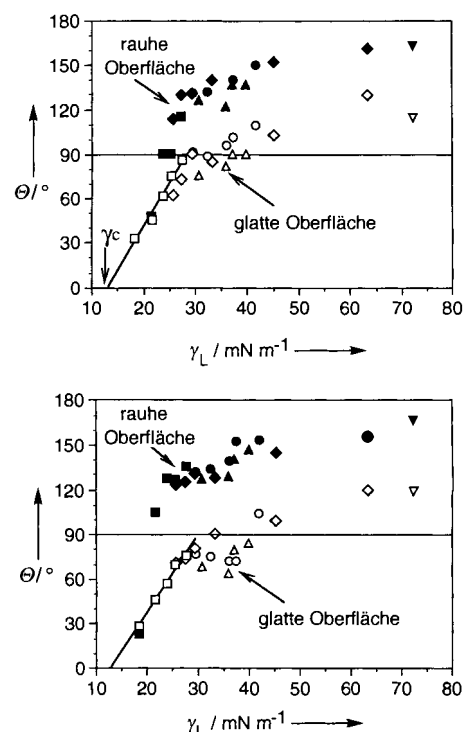 180
150
120
90
60
30
0
Θ/°
rauhe
Oberfläche
glatte Oberfläche
γc
10 20 30 40 50 60 70 80
γL / mN m-1
180
150
120
90
60
30
0
Θ/°
rauhe
Oberfläche
glatte Oberfläche
10 20 30 40 50 60 70 80
γL / mN m-1